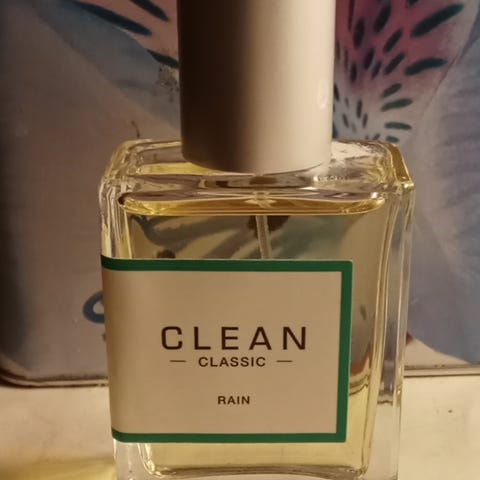 CLEAN
— CLASSIC —
RAIN